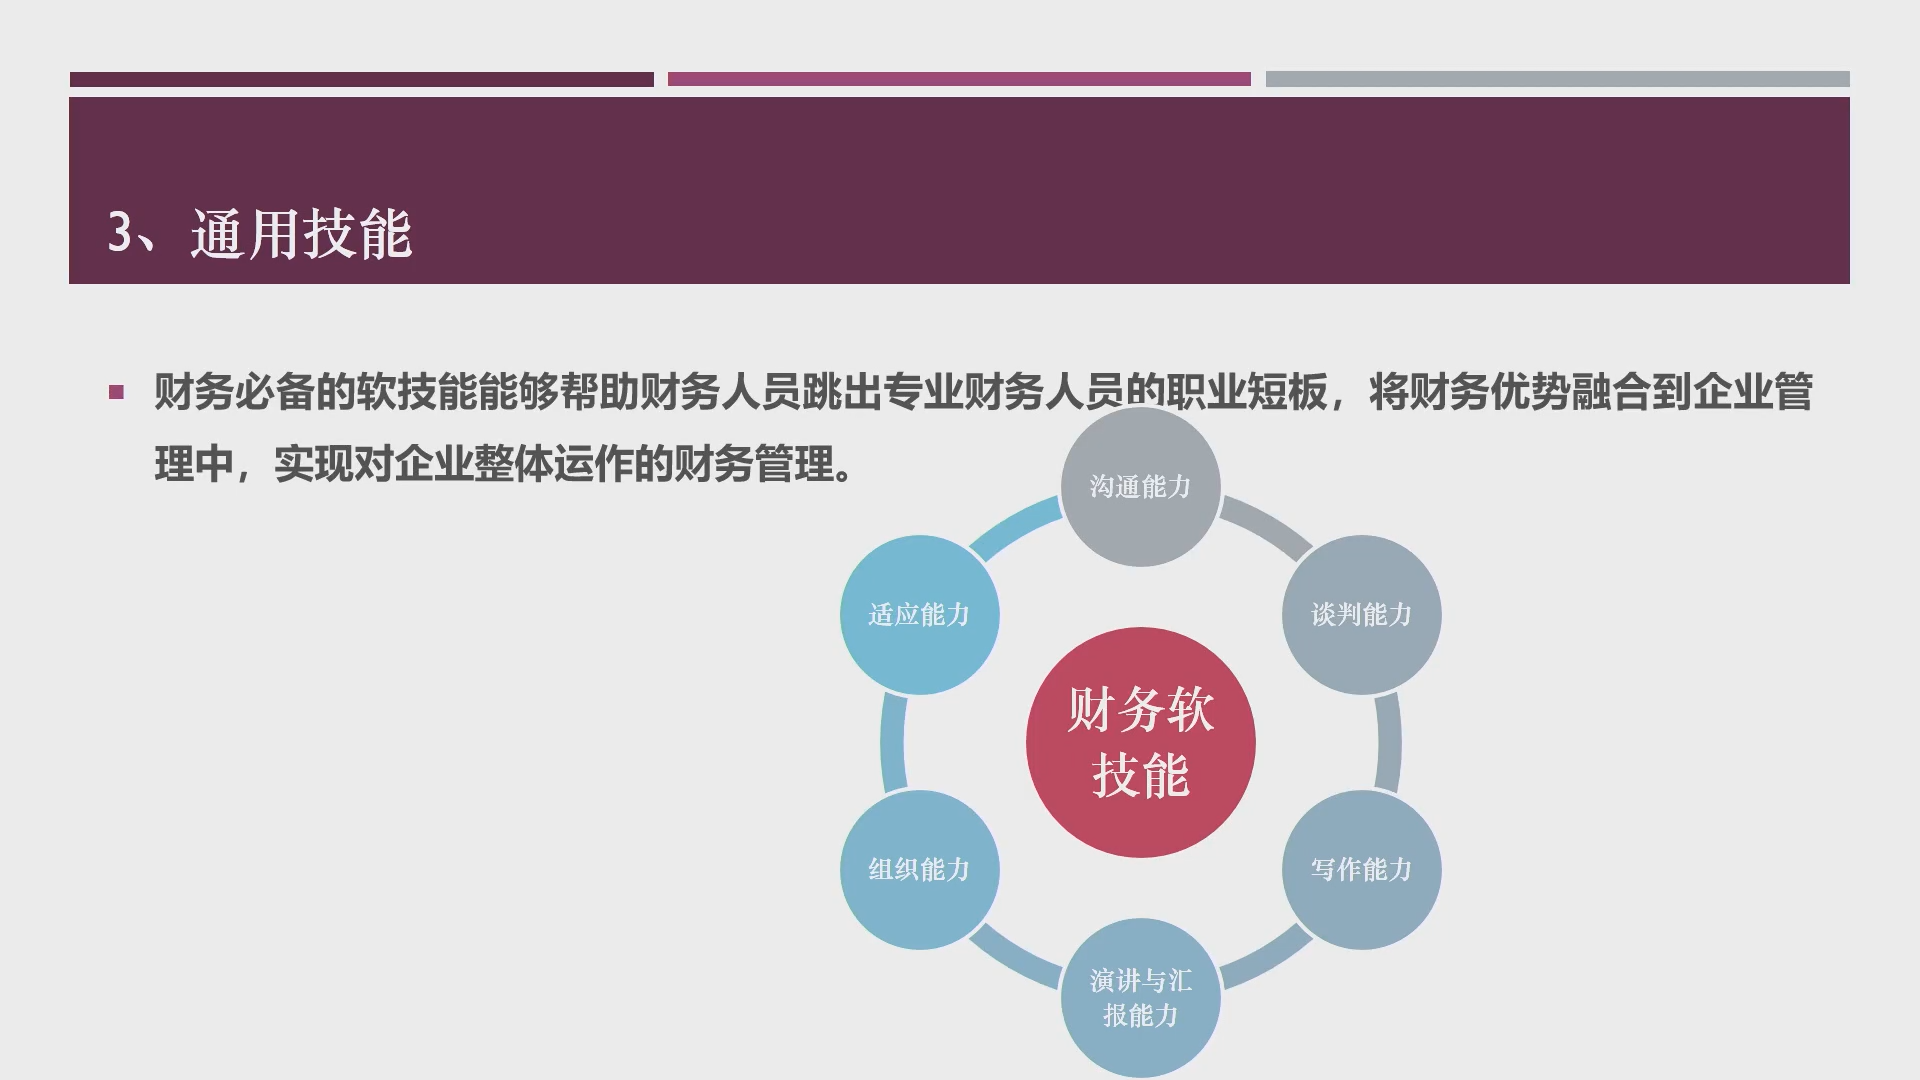 3、通用技能
财务必备的软技能能够帮助财务人员跳出专业财务人员的职业短板，将财务优势融合到企业管
理中，实现对企业整体运作的财务管理。
沟通能力
适应能力
谈判能力
财务软
技能
组织能力
写作能力
演讲与汇
报能力